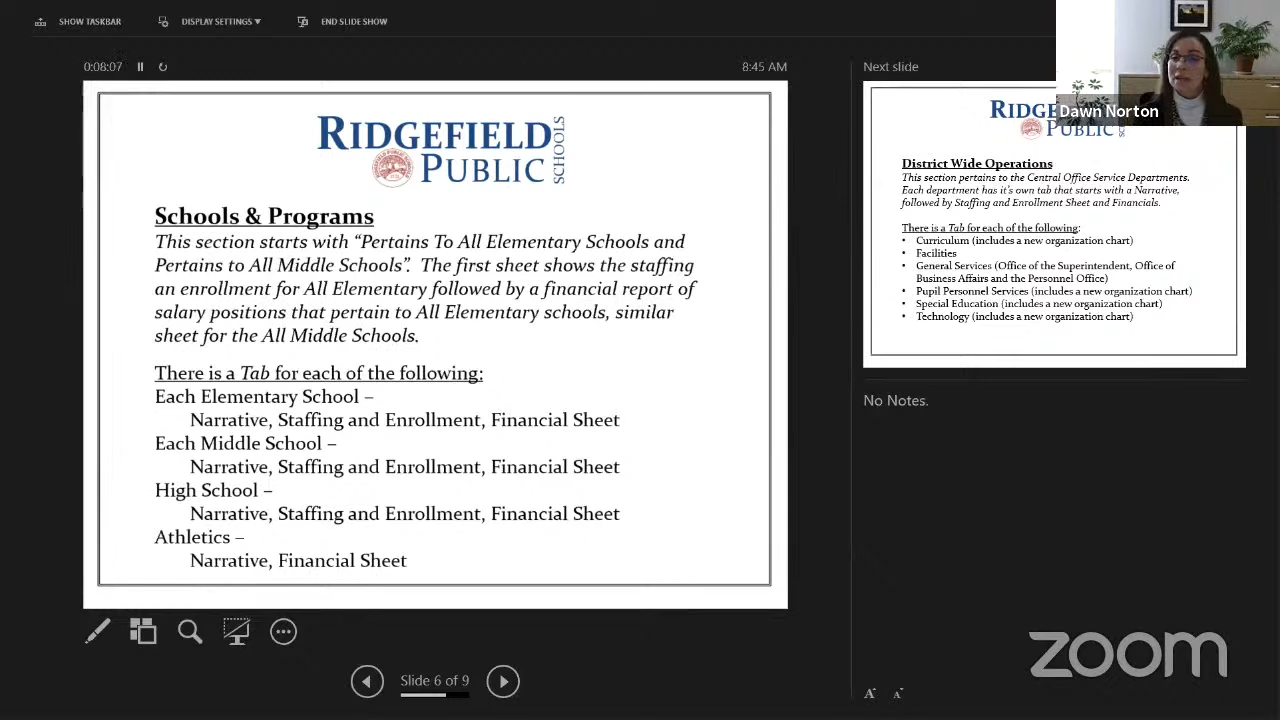 SHOW TASKBAR
DISPLAY SETTINGS ▼
END SLIDE SHOW
0:08:07
8:45 AM
RIDGEFIELD
PUBLIC
SCHOOLS
Schools & Programs
This section starts with “Pertains To All Elementary Schools and
Pertains to All Middle Schools”. The first sheet shows the staffing
an enrollment for All Elementary followed by a financial report of
salary positions that pertain to All Elementary schools, similar
sheet for the All Middle Schools.
There is a Tab for each of the following:
Each Elementary School –
Narrative, Staffing and Enrollment, Financial Sheet
Each Middle School –
Narrative, Staffing and Enrollment, Financial Sheet
High School –
Narrative, Staffing and Enrollment, Financial Sheet
Athletics –
Narrative, Financial Sheet
Slide 6 of 9
Next slide
Dawn Norton
PUBLIC
District Wide Operations
This section pertains to the Central Office Service Departments.
Each department has it's own tab that starts with a Narrative,
followed by Staffing and Enrollment Sheet and Financials.
There is a Tab for each of the following:
• Curriculum (includes a new organization chart)
• Facilities
• General Services (Office of the Superintendent, Office of
Business Affairs and the Personnel Office)
• Pupil Personnel Services (includes a new organization chart)
• Special Education (includes a new organization chart)
• Technology (includes a new organization chart)
No Notes.
zoom
A A